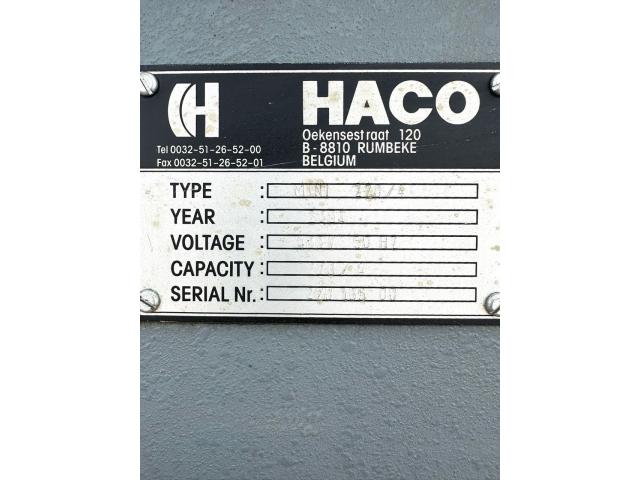 HACO
Oekensestraat 120
B - 8810 RUMBEKE
BELGIUM
Tel 0032-51-26-52-00
Fax 0032-51-26-52-01
TYPE :
YEAR :
VOLTAGE :
CAPACITY :
SERIAL Nr. :